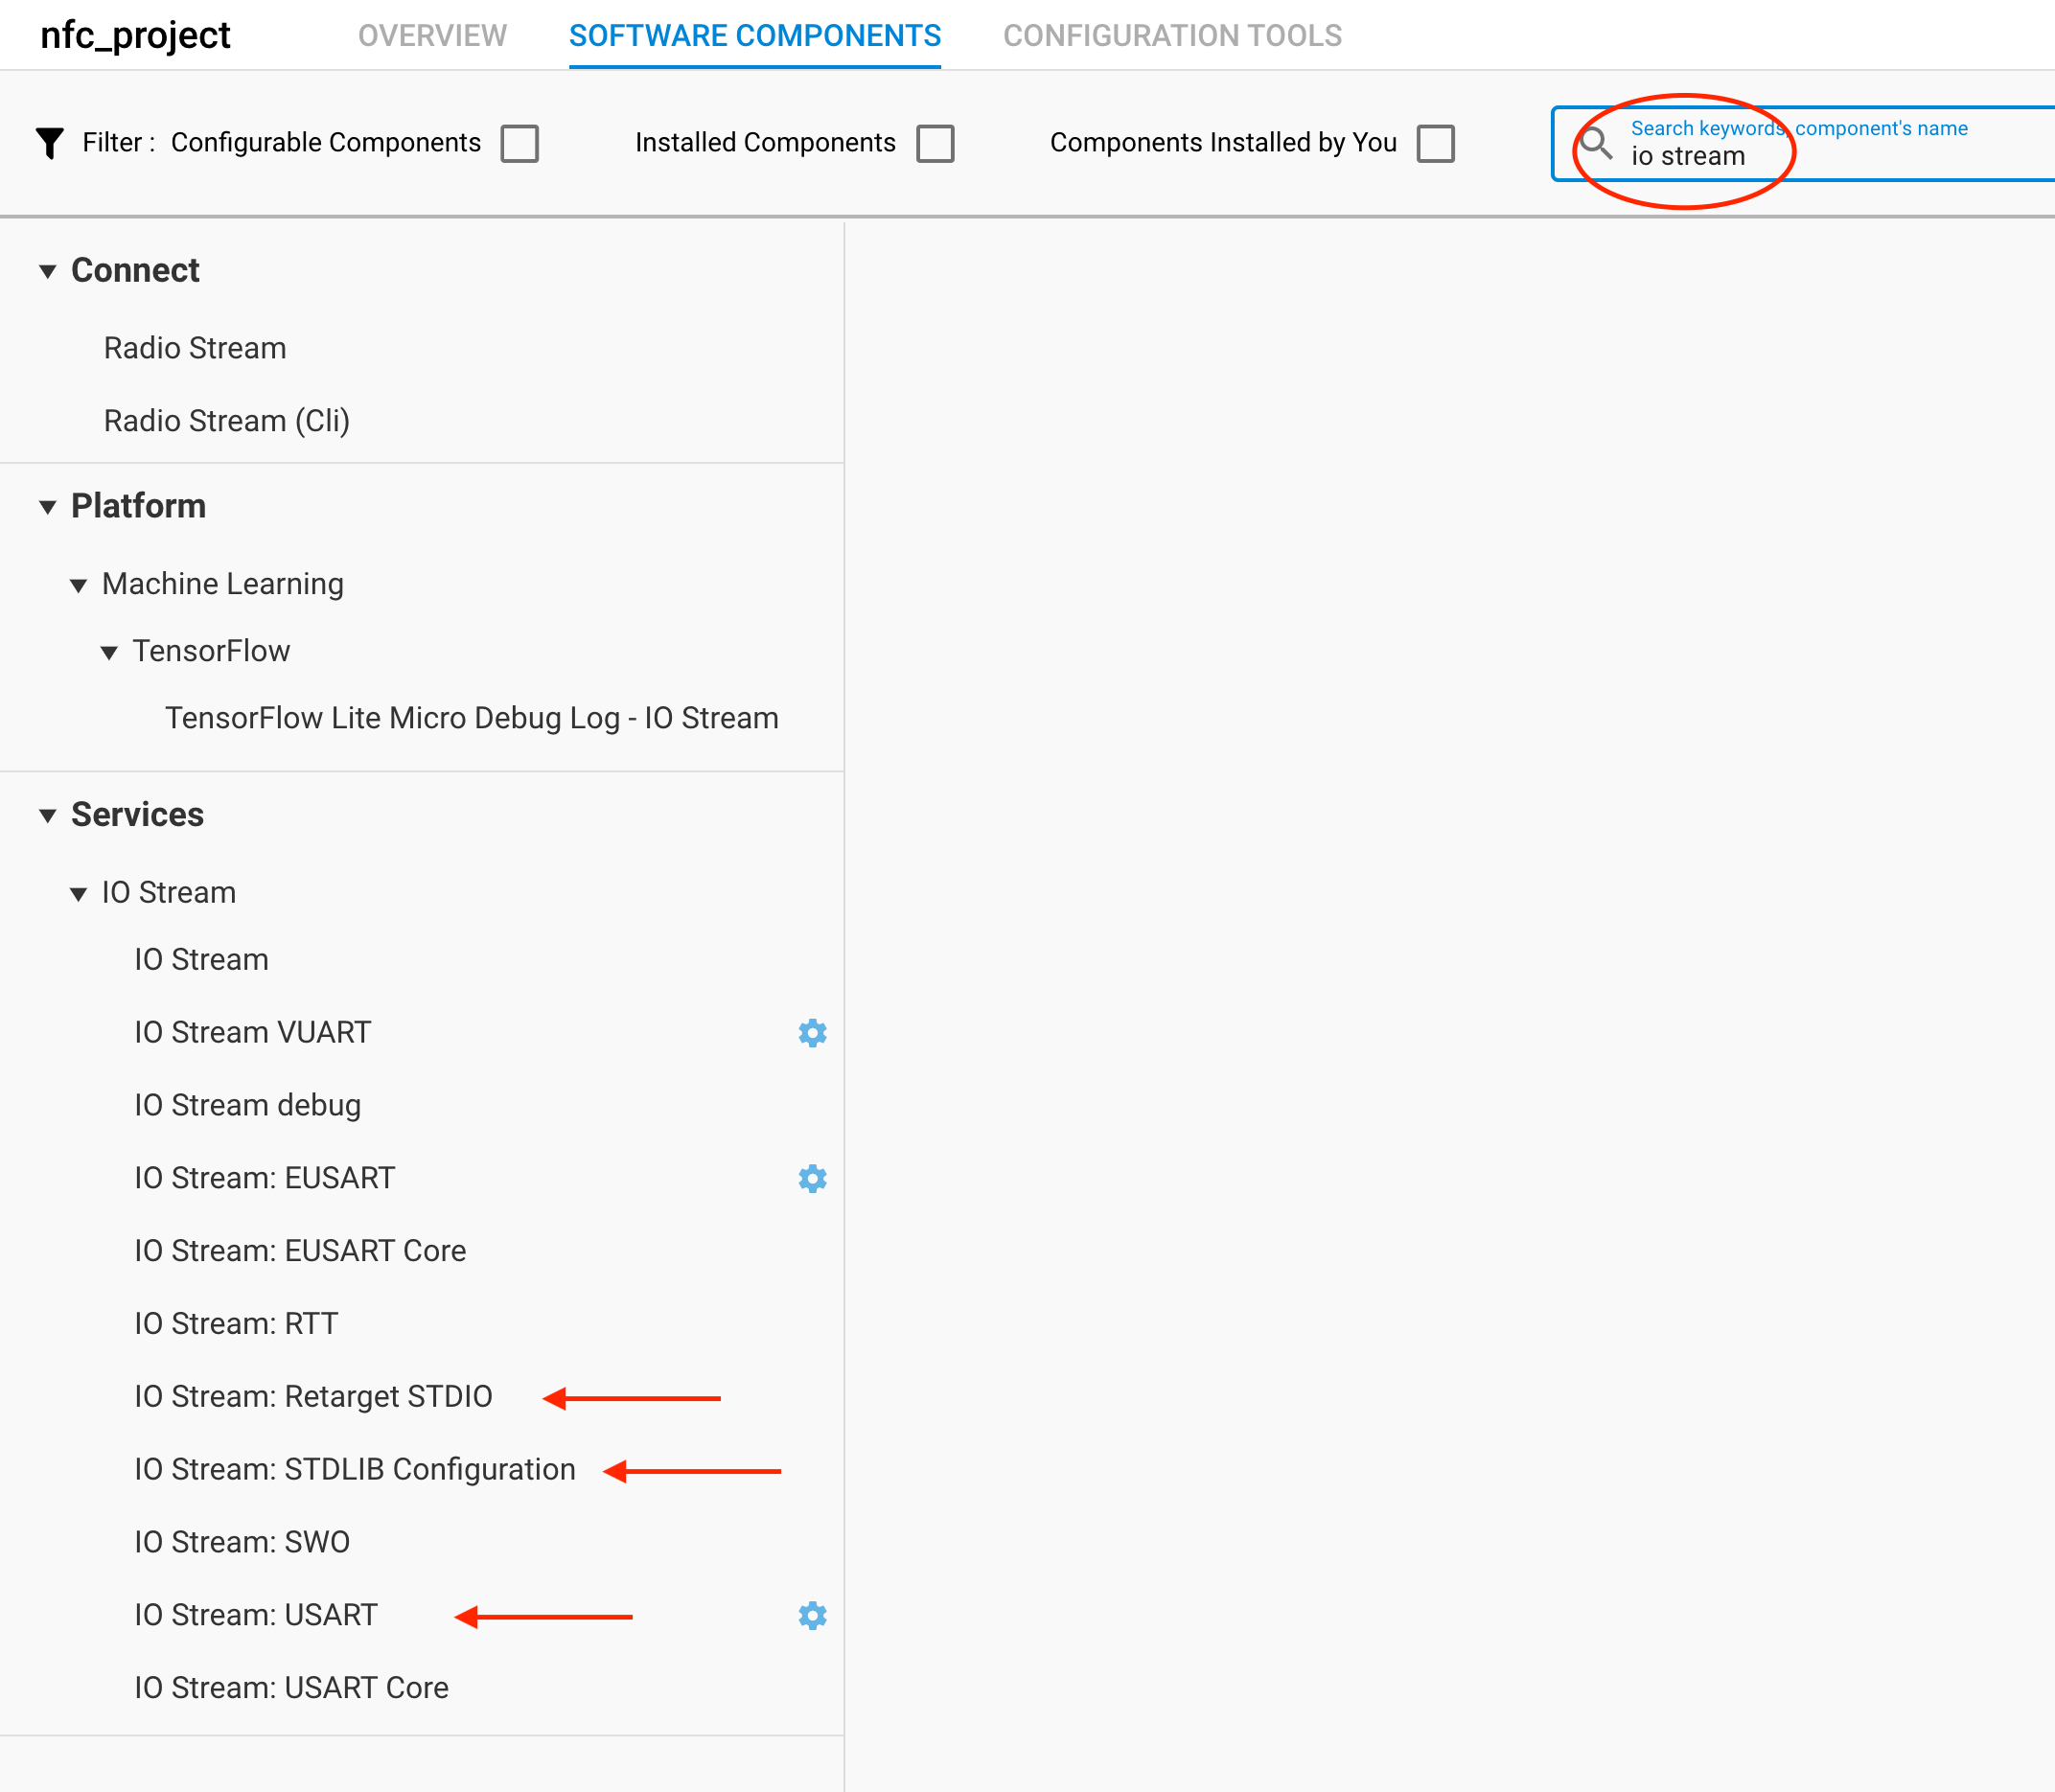 nfc_project OVERVIEW SOFTWARE COMPONENTS CONFIGURATION TOOLS
Filter : Configurable Components Installed Components Components Installed by You
Search keywords, component's name
io stream
Connect
Radio Stream
Radio Stream (Cli)
Platform
Machine Learning
TensorFlow
TensorFlow Lite Micro Debug Log - IO Stream
Services
IO Stream
IO Stream
IO Stream VUART
IO Stream debug
IO Stream: EUSART
IO Stream: EUSART Core
IO Stream: RTT
IO Stream: Retarget STDIO
IO Stream: STDLIB Configuration
IO Stream: SWO
IO Stream: USART
IO Stream: USART Core